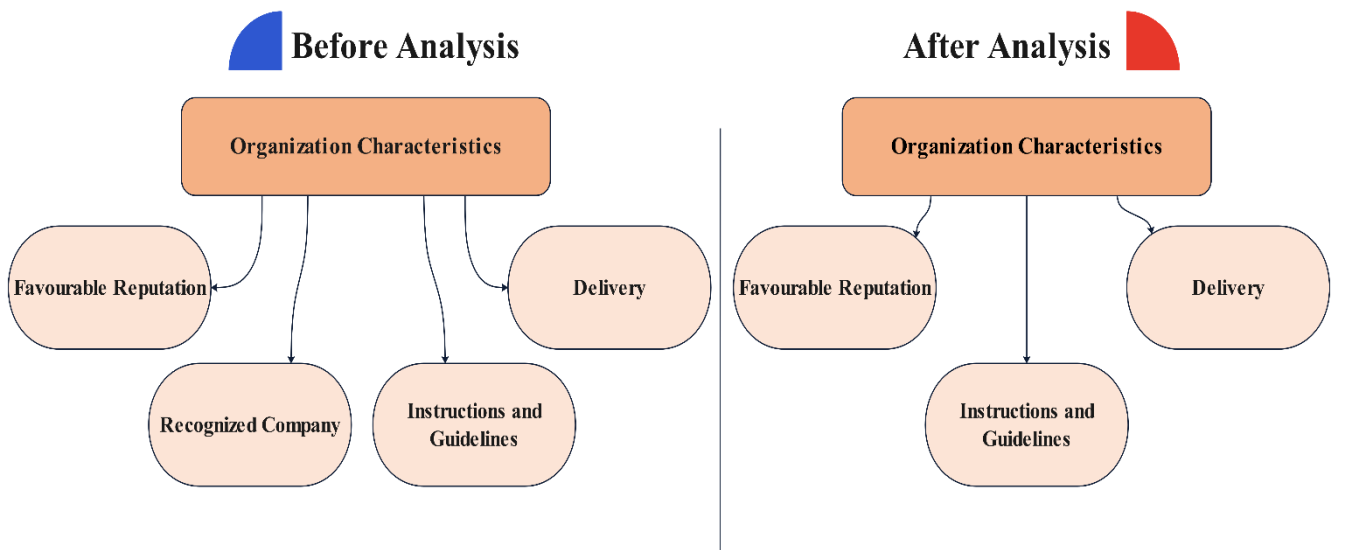 Before Analysis
Organization Characteristics
Favourable Reputation
Delivery
Recognized Company
Instructions and
Guidelines
After Analysis
Organization Characteristics
Favourable Reputation
Delivery
Instructions and
Guidelines